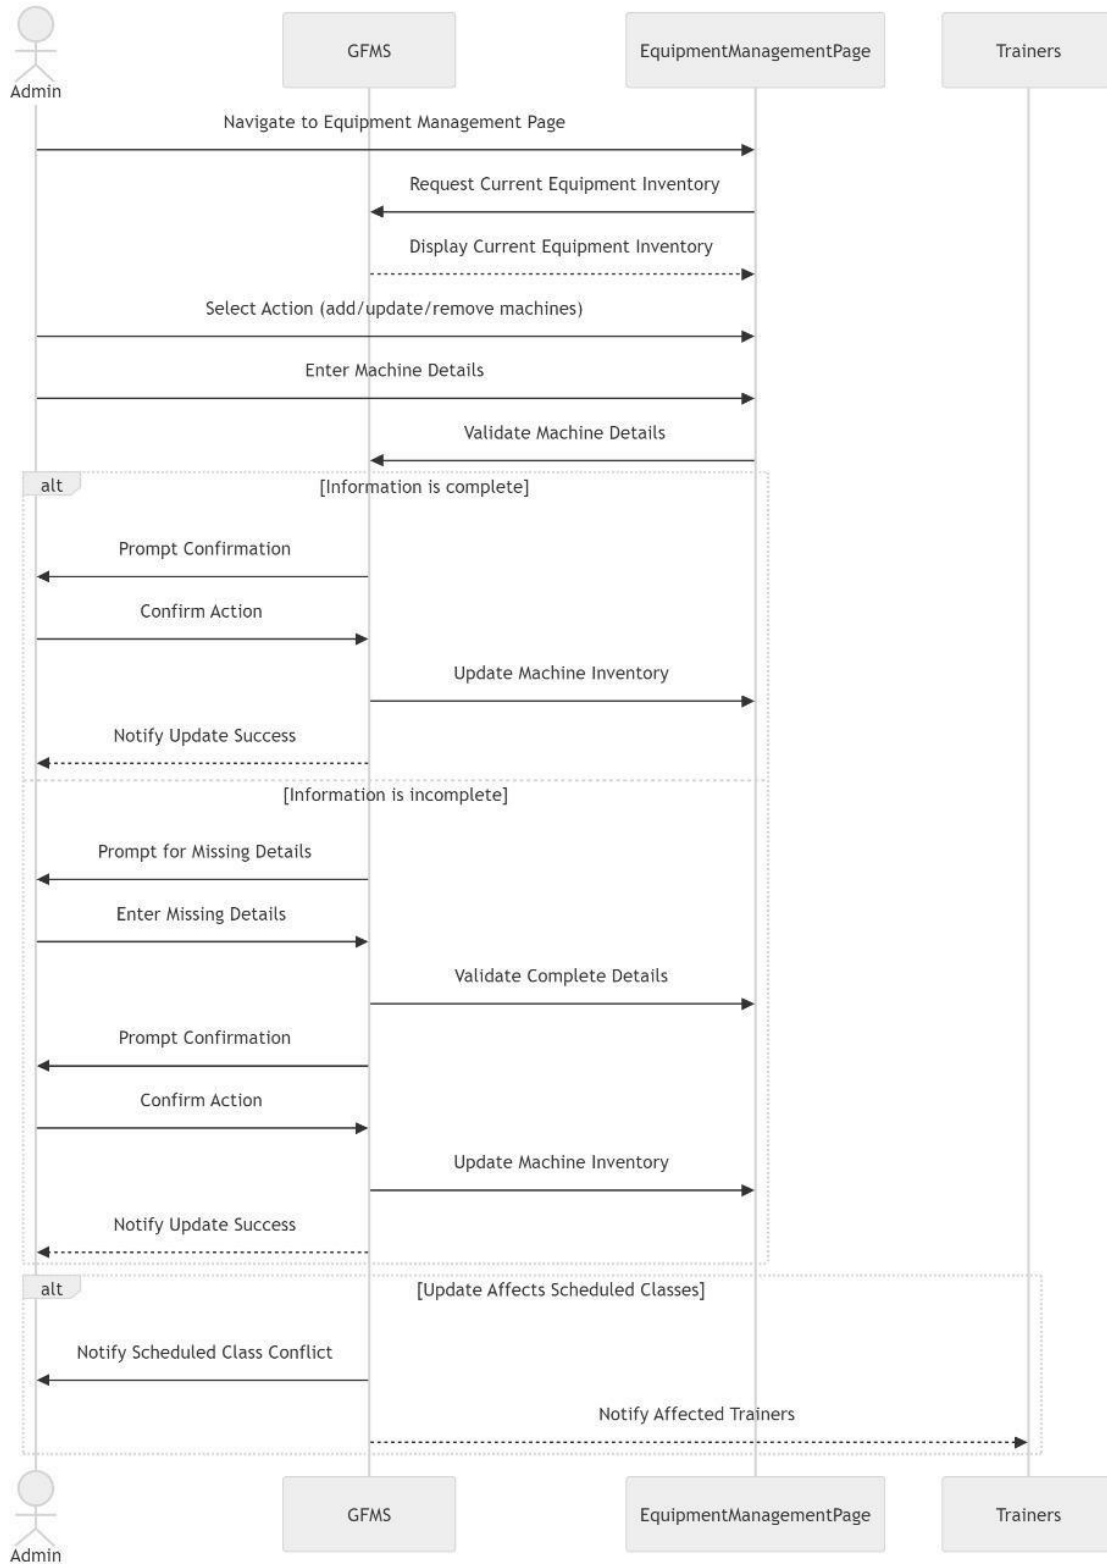 Admin
GFMS
EquipmentManagementPage
Trainers
Navigate to Equipment Management Page
Request Current Equipment Inventory
Display Current Equipment Inventory
Select Action (add/update/remove machines)
Enter Machine Details
Validate Machine Details
alt
[Information is complete]
Prompt Confirmation
Confirm Action
Update Machine Inventory
Notify Update Success
[Information is incomplete]
Prompt for Missing Details
Enter Missing Details
Validate Complete Details
Prompt Confirmation
Confirm Action
Update Machine Inventory
Notify Update Success
alt
[Update Affects Scheduled Classes]
Notify Scheduled Class Conflict
Notify Affected Trainers
Admin
GFMS
EquipmentManagementPage
Trainers